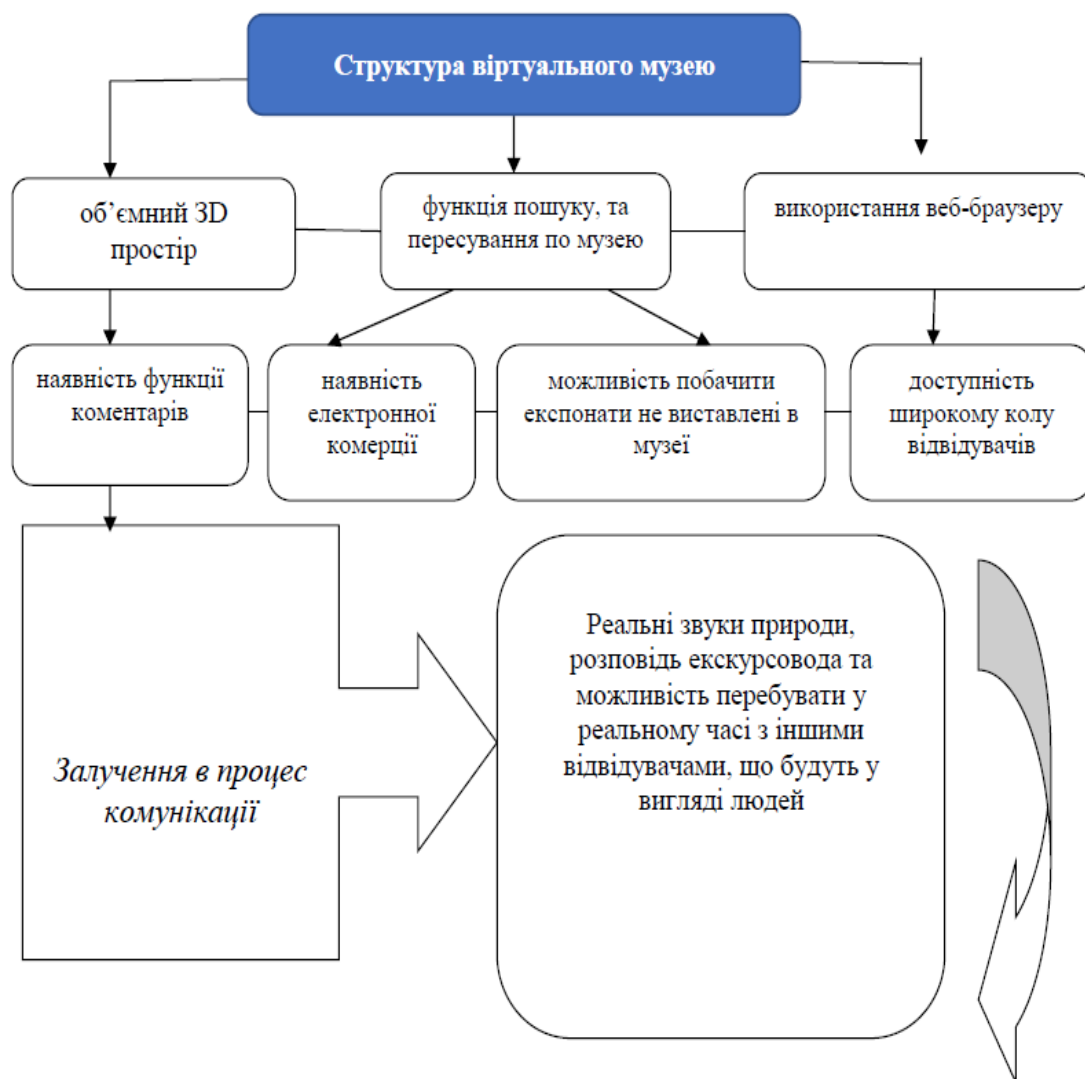 Структура віртуального музею
об’ємний 3D
простір
функція пошуку, та
пересування по музею
використання веб-браузеру
наявність функції
коментарів
наявність
електронної
комерції
можливість побачити
експонати не виставлені в
музеї
доступність
широкому колу
відвідувачів
Залучення в процес
комунікації
Реальні звуки природи,
розповідь екскурсовода та
можливість перебувати у
реальному часі з іншими
відвідувачами, що будуть у
вигляді людей